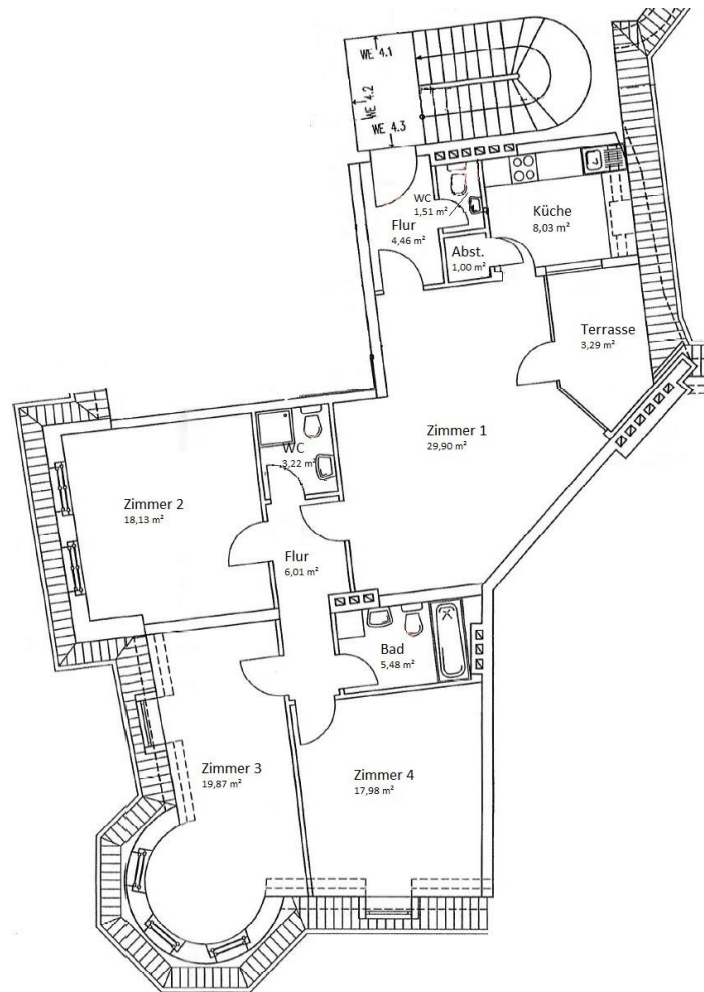 WE 4.1
WE 4.2
WE 4.3
WC
1,51 m²
Flur
4,46 m²
Küche
8,03 m²
Abst.
1,00 m²
Terrasse
3,29 m²
Zimmer 1
29,90 m²
WC
3,22 m²
Zimmer 2
18,13 m²
Flur
6,01 m²
Bad
5,48 m²
Zimmer 3
19,87 m²
Zimmer 4
17,98 m²